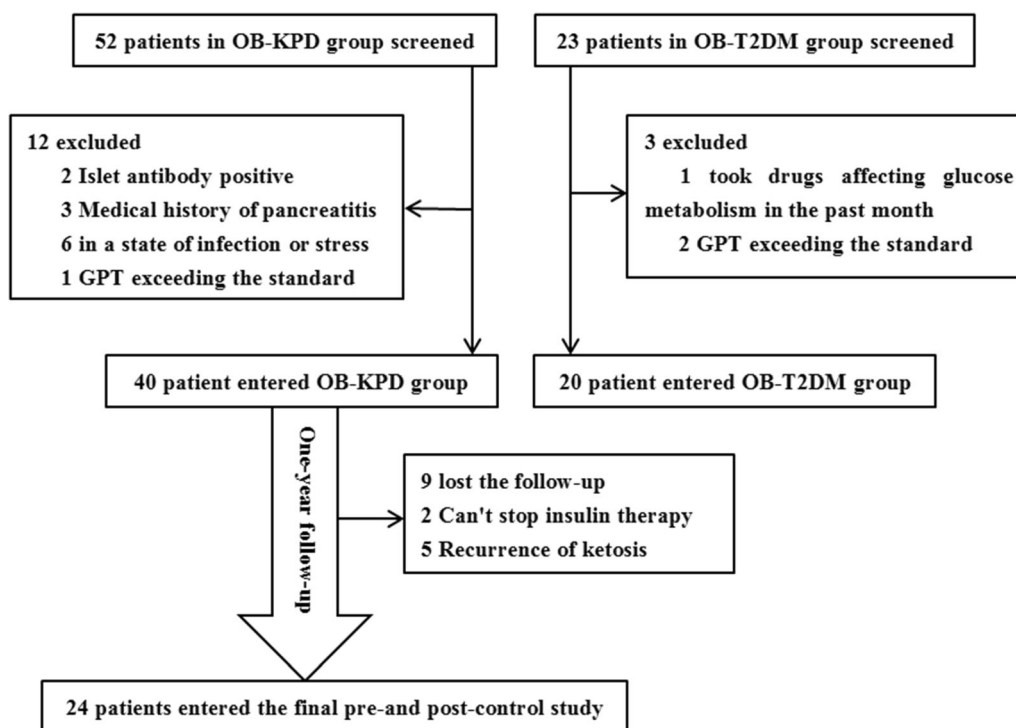 52 patients in OB-KPD group screened
23 patients in OB-T2DM group screened
12 excluded
2 Islet antibody positive
3 Medical history of pancreatitis
6 in a state of infection or stress
1 GPT exceeding the standard
3 excluded
1 took drugs affecting glucose
metabolism in the past month
2 GPT exceeding the standard
40 patient entered OB-KPD group
20 patient entered OB-T2DM group
One-year follow-up
9 lost the follow-up
2 Can't stop insulin therapy
5 Recurrence of ketosis
24 patients entered the final pre-and post-control study